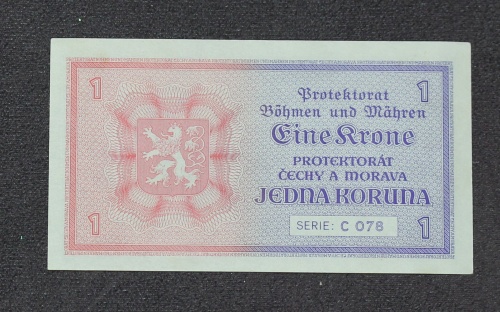 1
1
Protektorat
Böhmen und Mähren
Eine Krone
PROTEKTORÁT
ČECHY A MORAVA
JEDNA KORUNA
SERIE: C 078
1
1